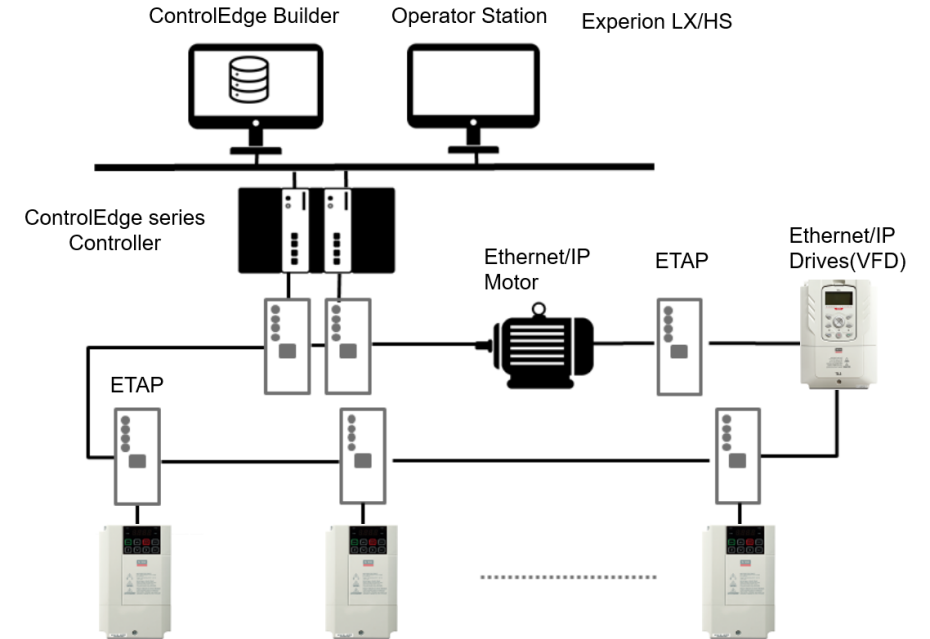 ControlEdge Builder
Operator Station
Experion LX/HS
ControlEdge series
Controller
Ethernet/IP
Motor
ETAP
Ethernet/IP
Drives(VFD)
ETAP